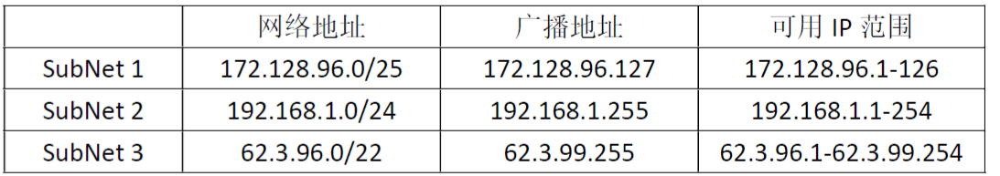 网络地址 广播地址 可用 IP 范围
SubNet 1 172.128.96.0/25 172.128.96.127 172.128.96.1-126
SubNet 2 192.168.1.0/24 192.168.1.255 192.168.1.1-254
SubNet 3 62.3.96.0/22 62.3.99.255 62.3.96.1-62.3.99.254